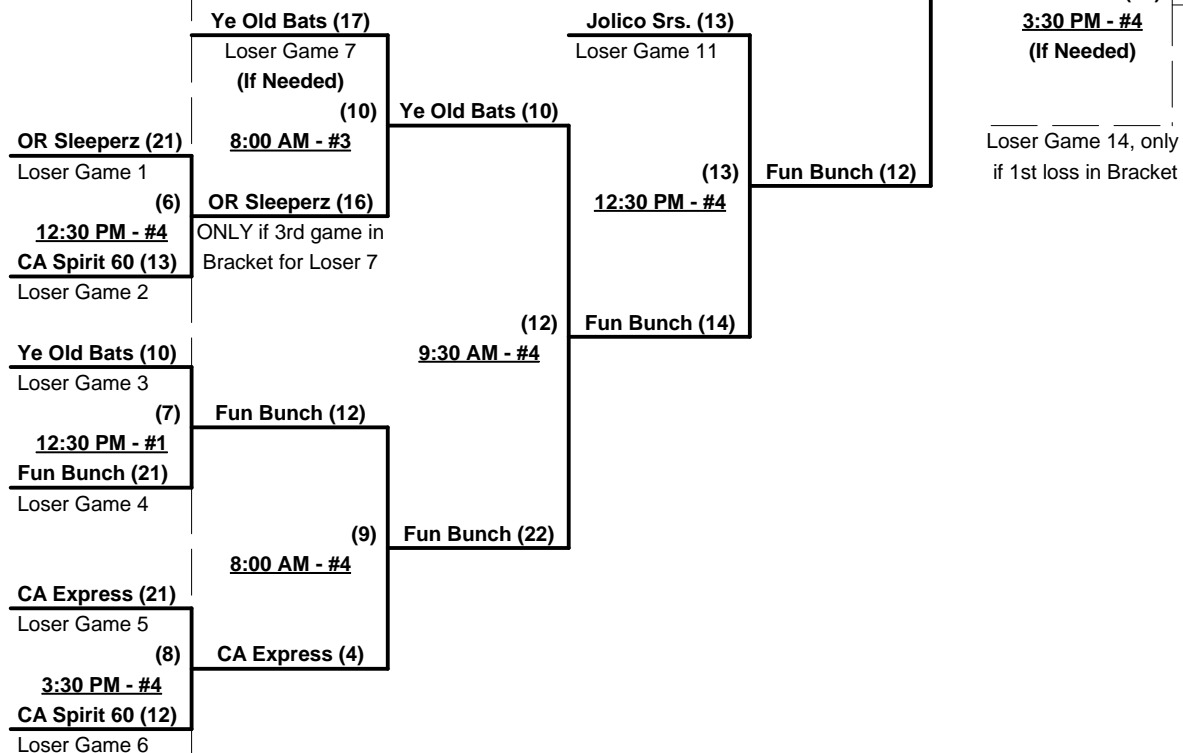 Ye Old Bats (17)
Loser Game 7
(If Needed)
(10)
8:00 AM - #3
OR Sleeperz (21)
Loser Game 1
(6)
12:30 PM - #4
CA Spirit 60 (13)
Loser Game 2
OR Sleeperz (16)
ONLY if 3rd game in
Bracket for Loser 7
Ye Old Bats (10)
Jolico Srs. (13)
Loser Game 11
(13)
12:30 PM - #4
Fun Bunch (12)
3:30 PM - #4
(If Needed)
Loser Game 14, only
if 1st loss in Bracket
(12)
9:30 AM - #4
Fun Bunch (14)
Ye Old Bats (10)
Loser Game 3
(7)
12:30 PM - #1
Fun Bunch (21)
Loser Game 4
Fun Bunch (12)
(9)
8:00 AM - #4
Fun Bunch (22)
CA Express (21)
Loser Game 5
(8)
3:30 PM - #4
CA Spirit 60 (12)
Loser Game 6
CA Express (4)